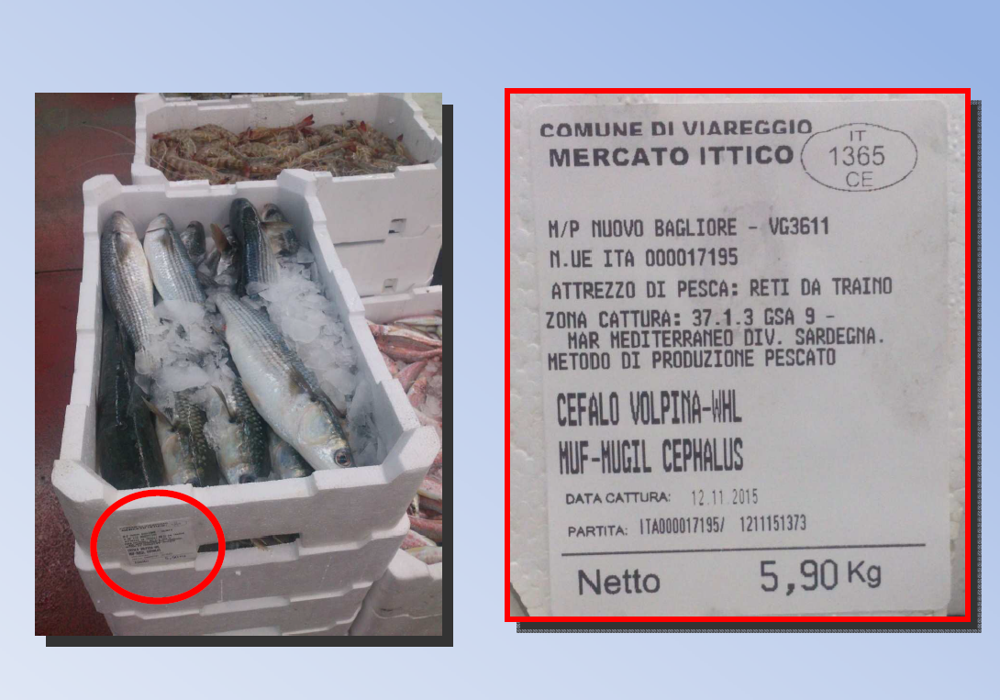 COMUNE DI VIAREGGIO
MERCATO ITTICO
IT
1365
CE
M/P NUOVO BAGLIORE - VG3611
N.UE ITA 000017195
ATTREZZO DI PESCA: RETI DA TRAINO
ZONA CATTURA: 37.1.3 GSA 9 -
MAR MEDITERRANEO DIV. SARDEGNA.
METODO DI PRODUZIONE PESCATO
CEFALO VOLPINA-WHL
MUF-MUGIL CEPHALUS
DATA CATTURA: 12.11.2015
PARTITA: ITA000017195/ 1211151373
Netto 5,90 Kg